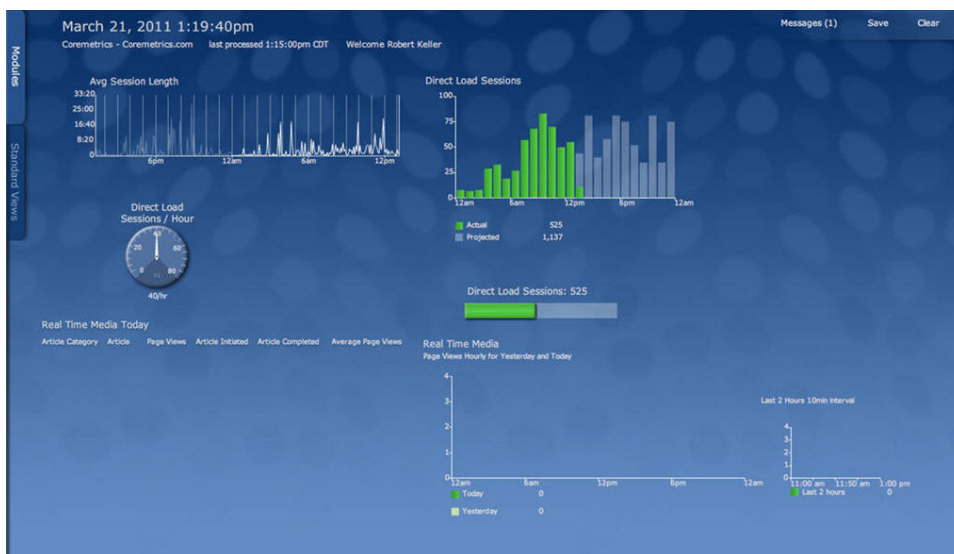 March 21, 2011 1:19:40pm
Messages (1) Save Clear
Coremetrics - Coremetrics.com last processed 1:15:00pm CDT Welcome Robert Keller
Modules
Standard Views
Avg Session Length
33:20
25:00
16:40
8:20
0
6pm 12am 6am 12pm
Direct Load Sessions
100
75
50
25
0
12am 6am 12pm 6pm 12am
Actual 525
Projected 1,137
Direct Load
Sessions / Hour
40
20 60
0 80
40/hr
Direct Load Sessions: 525
Real Time Media Today
Article Category Article Page Views Article Initiated Article Completed Average Page Views
Real Time Media
Page Views Hourly for Yesterday and Today
4
3
2
1
0
12am 6am 12pm 6pm 12am
Today 0
Yesterday 0
Last 2 Hours 10min interval
4
3
2
1
0
11:00 am 11:50 am 1:00 pm
Last 2 hours 0